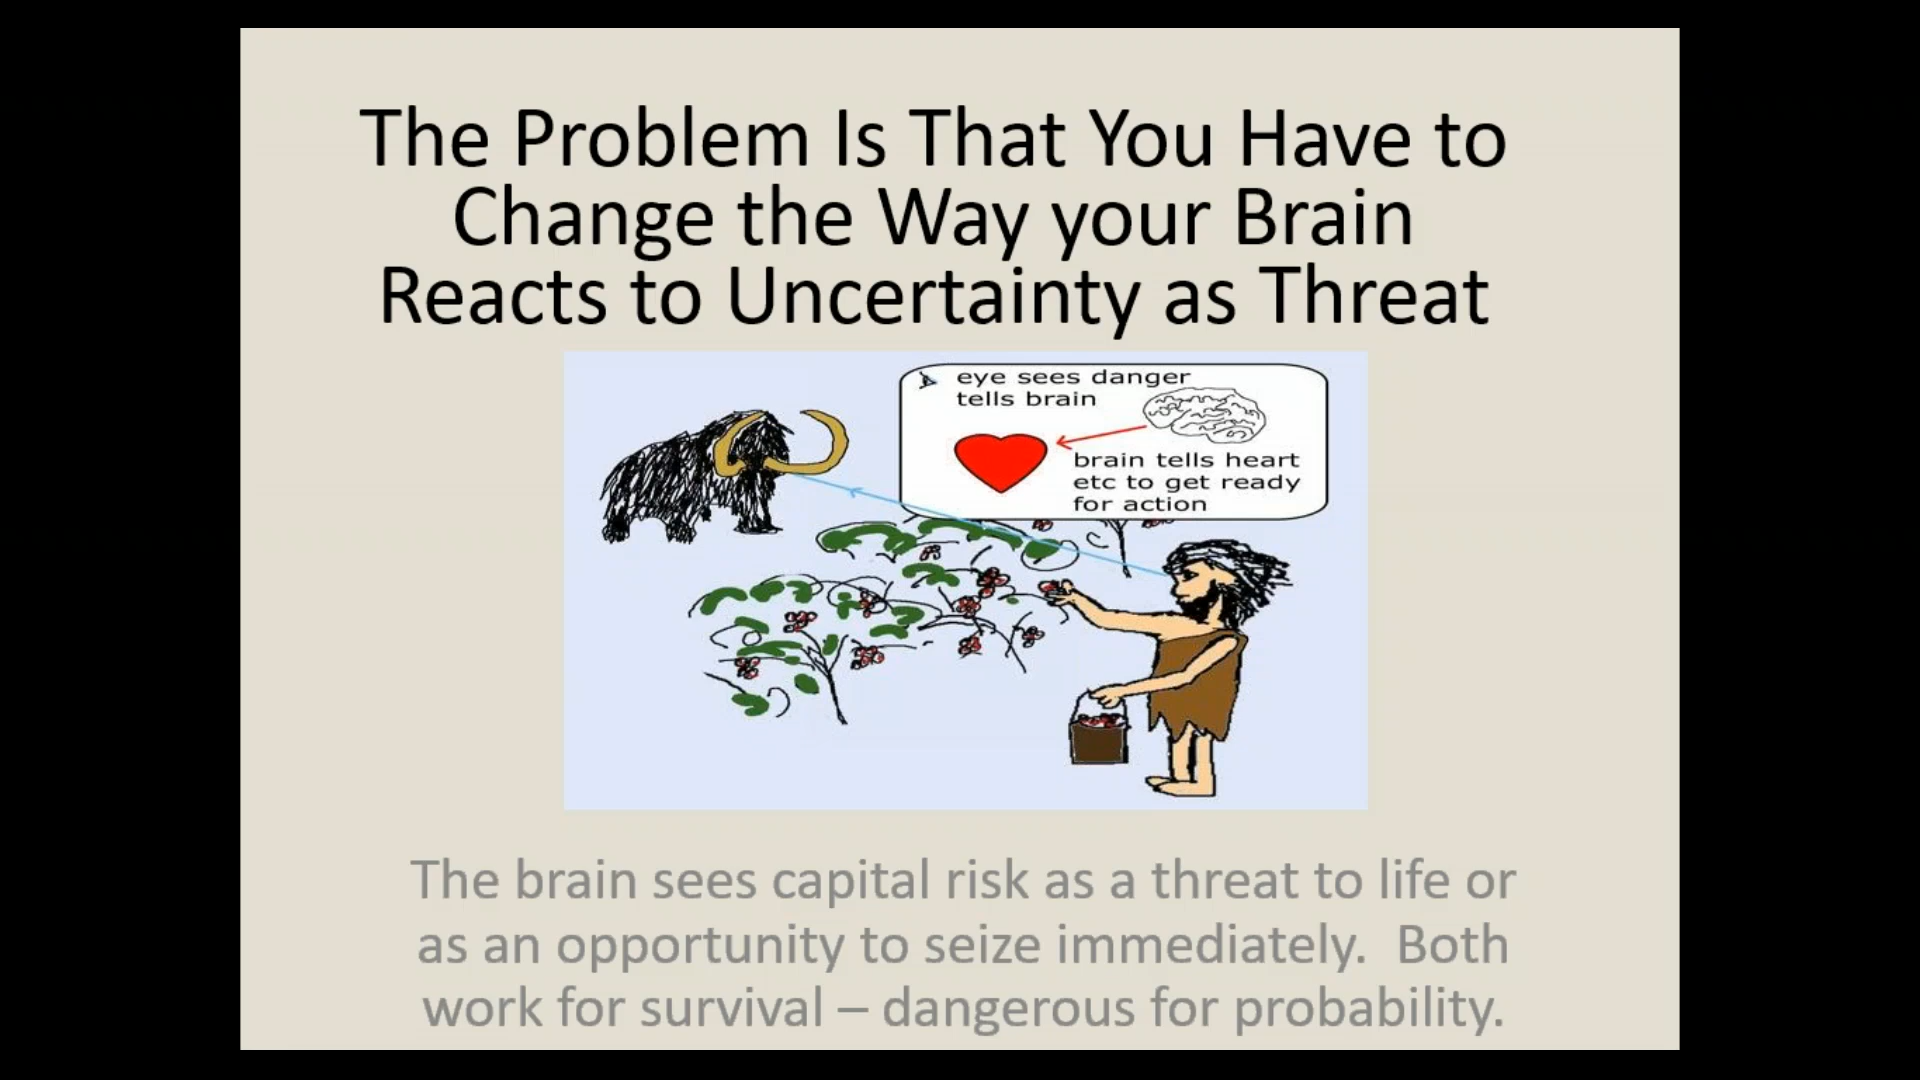 The Problem Is That You Have to
Change the Way your Brain
Reacts to Uncertainty as Threat
eye sees danger
tells brain
brain tells heart
etc to get ready
for action
The brain sees capital risk as a threat to life or
as an opportunity to seize immediately.  Both
work for survival – dangerous for probability.